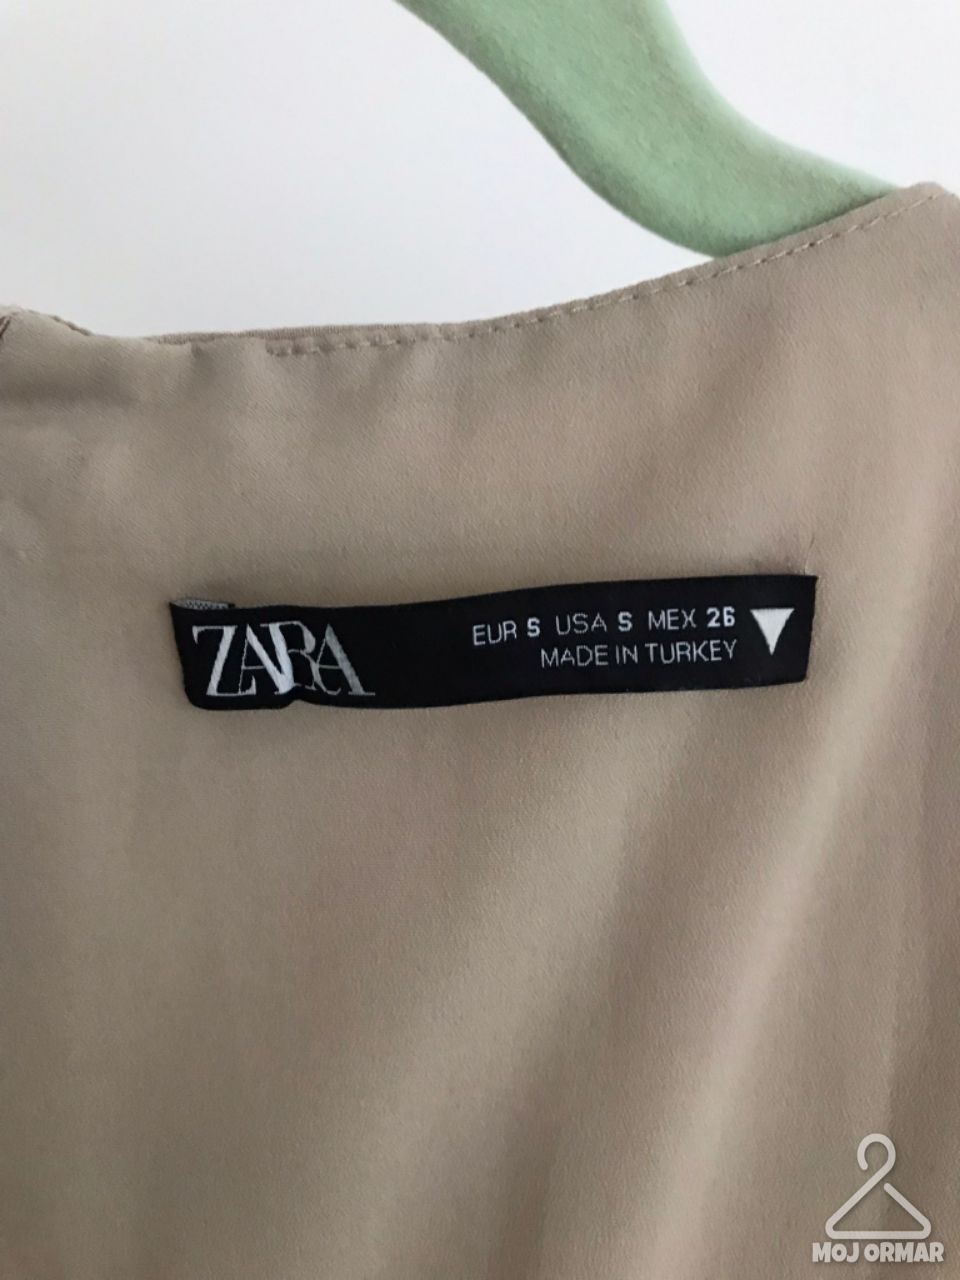 ZARA
EUR S USA S MEX 26
MADE IN TURKEY
MOJ ORMAR